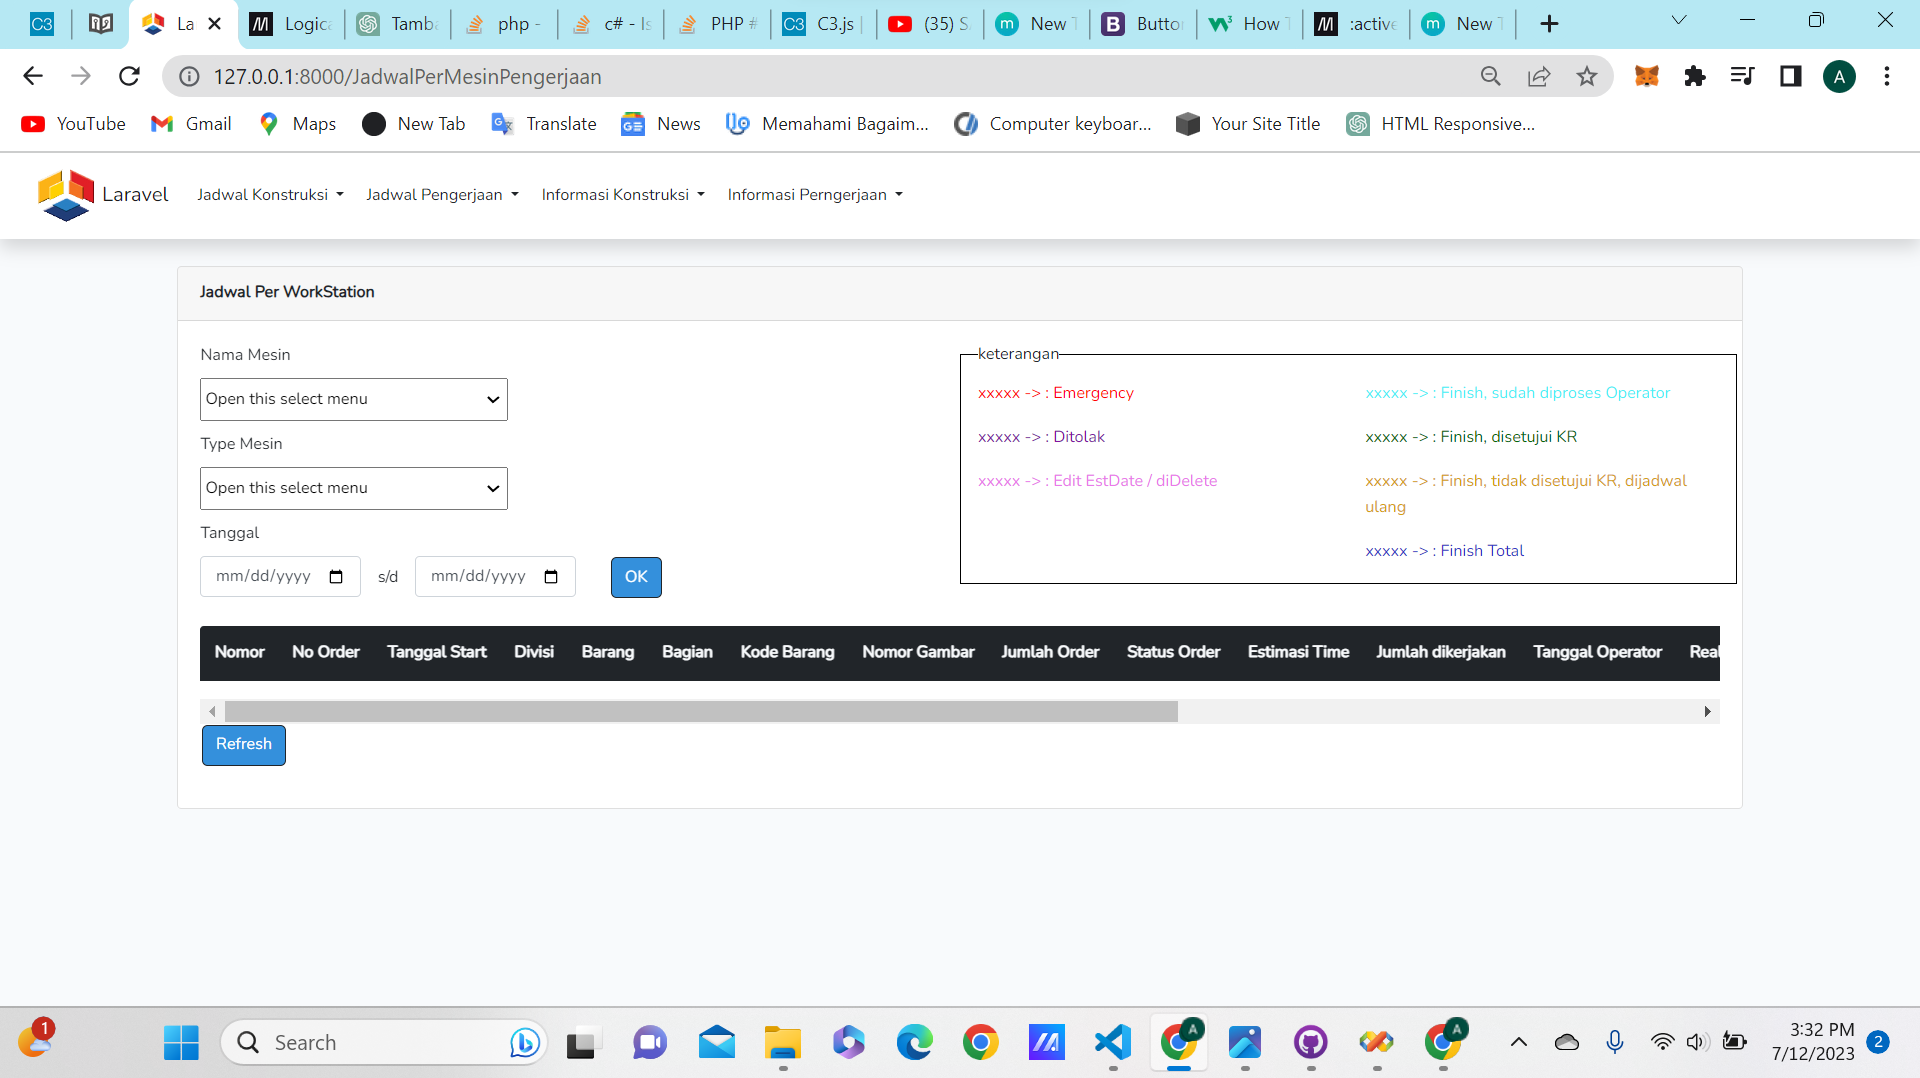 C3
La
Logic
Tamb
php -
c# - Is
PHP #
C3
C3.js
(35) S
New T
Butto
How T
:active
New T
127.0.0.1:8000/JadwalPerMesinPengerjaan
A
YouTube
Gmail
Maps
New Tab
Translate
News
Memahami Bagaim...
Computer keyboar...
Your Site Title
HTML Responsive...
Laravel
Jadwal Konstruksi
Jadwal Pengerjaan
Informasi Konstruksi
Informasi Perngerjaan
Jadwal Per WorkStation
Nama Mesin
Open this select menu
Type Mesin
Open this select menu
Tanggal
mm/dd/yyyy s/d mm/dd/yyyy OK
keterangan
xxxxx -> : Emergency
xxxxx -> : Ditolak
xxxxx -> : Edit EstDate / diDelete
xxxxx -> : Finish, sudah diproses Operator
xxxxx -> : Finish, disetujui KR
xxxxx -> : Finish, tidak disetujui KR, dijadwal
ulang
xxxxx -> : Finish Total
Nomor No Order Tanggal Start Divisi Barang Bagian Kode Barang Nomor Gambar Jumlah Order Status Order Estimasi Time Jumlah dikerjakan Tanggal Operator Real
Refresh
1
Search
A
A
3:32 PM
7/12/2023
2